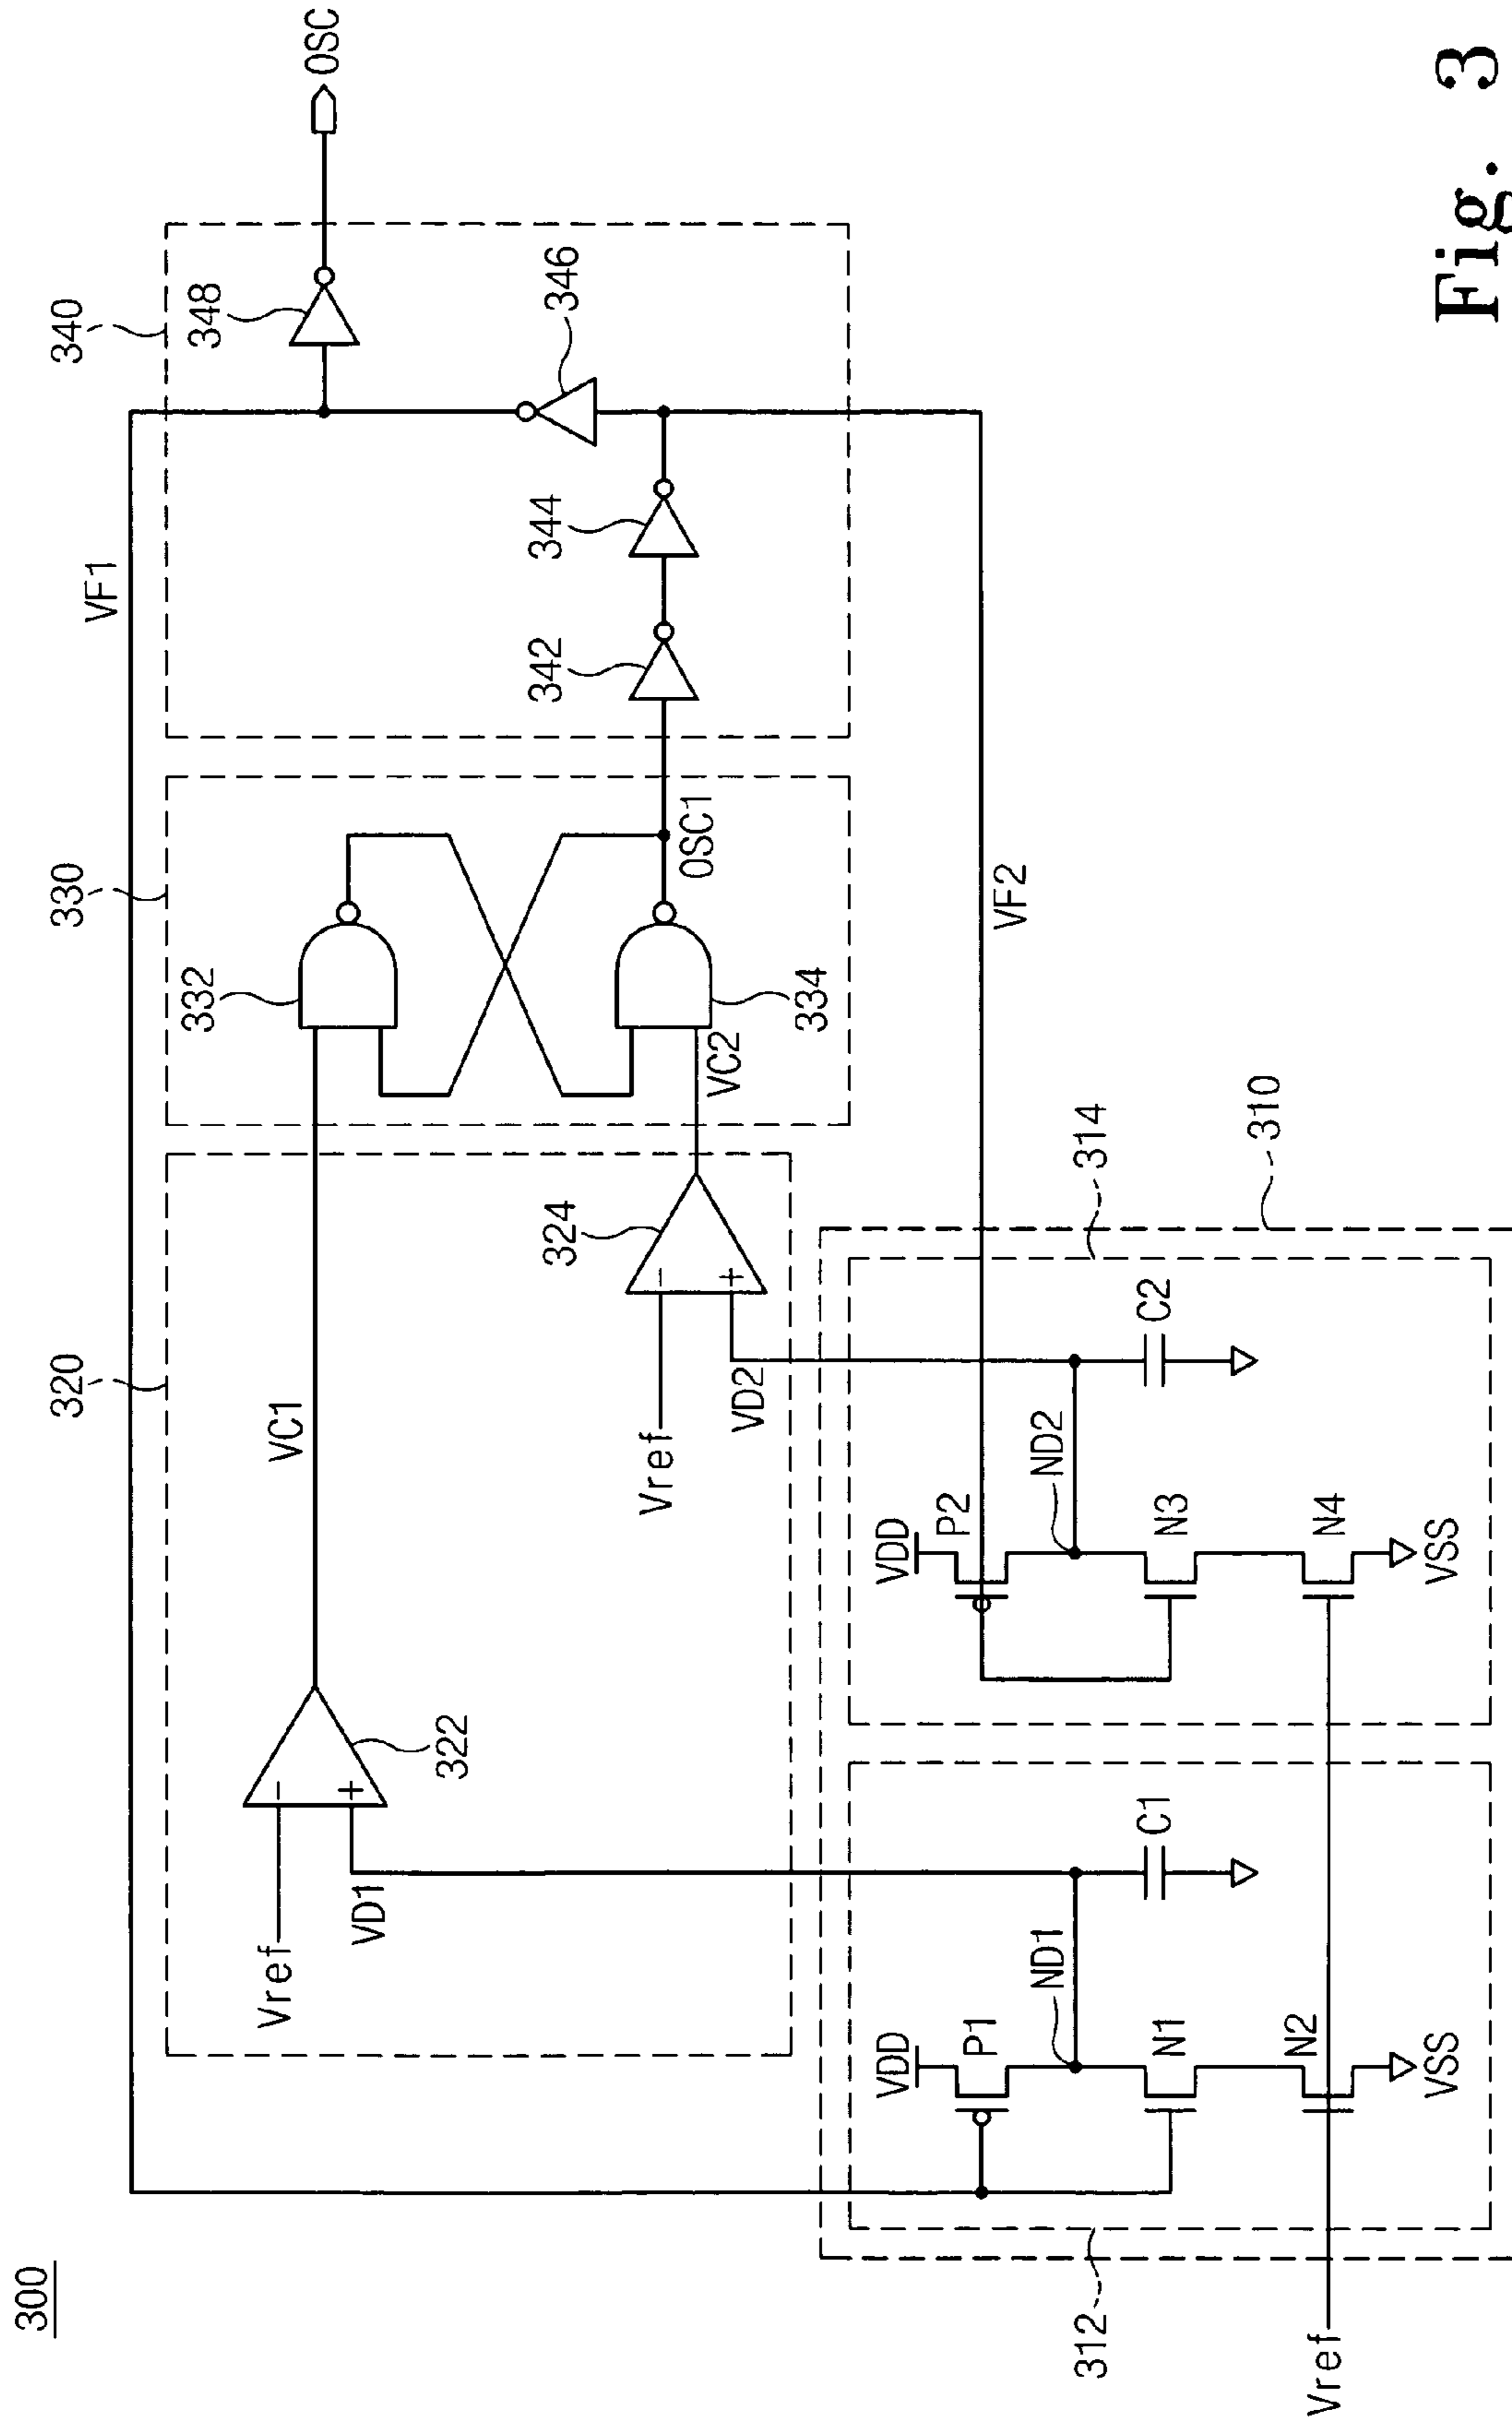 300
VF1
340
348
OSC
346
344
342
330
332
334
OSC1
VC2
VF2
320
VC1
322
324
Vref
VD1
Vref
VD2
310
312
314
VDD
P1
ND1
C1
N1
N2
VSS
VDD
P2
ND2
C2
N3
N4
VSS
Vref
Fig. 3